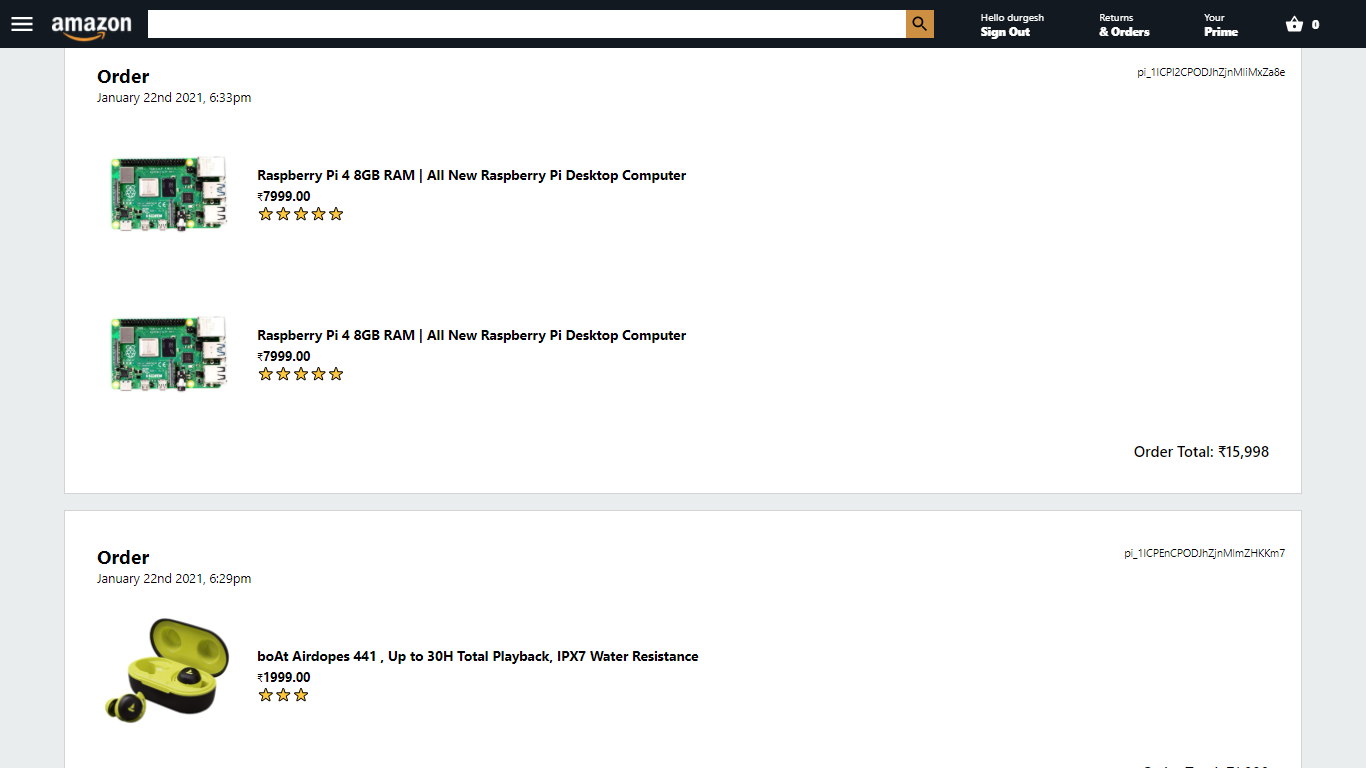 amazon
Hello durgesh
Sign Out
Returns
& Orders
Your
Prime
0
Order
January 22nd 2021, 6:33pm
Raspberry Pi 4 8GB RAM | All New Raspberry Pi Desktop Computer
₹7999.00
Raspberry Pi 4 8GB RAM | All New Raspberry Pi Desktop Computer
₹7999.00
Order Total: ₹15,998
Order
January 22nd 2021, 6:29pm
boAt Airdopes 441 , Up to 30H Total Playback, IPX7 Water Resistance
₹1999.00